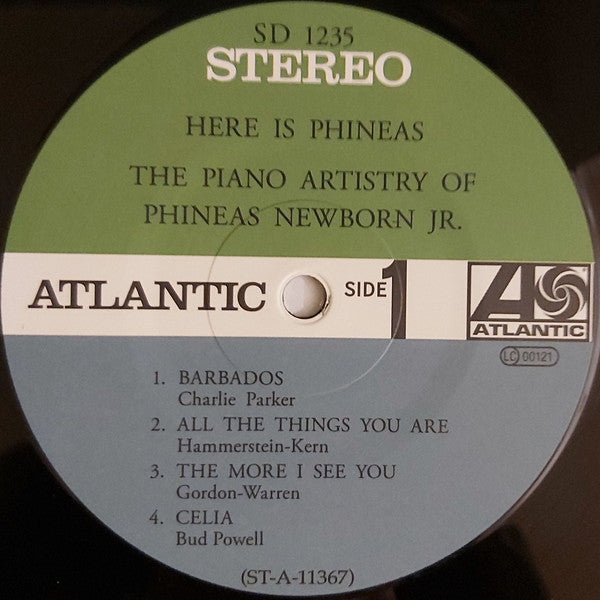 SD 1235
STEREO
HERE IS PHINEAS
THE PIANO ARTISTRY OF
PHINEAS NEWBORN JR.
ATLANTIC
SIDE 1
A
ATLANTIC
LC 00121
1. BARBADOS
Charlie Parker
2. ALL THE THINGS YOU ARE
Hammerstein-Kern
3. THE MORE I SEE YOU
Gordon-Warren
4. CELIA
Bud Powell
(ST-A-11367)